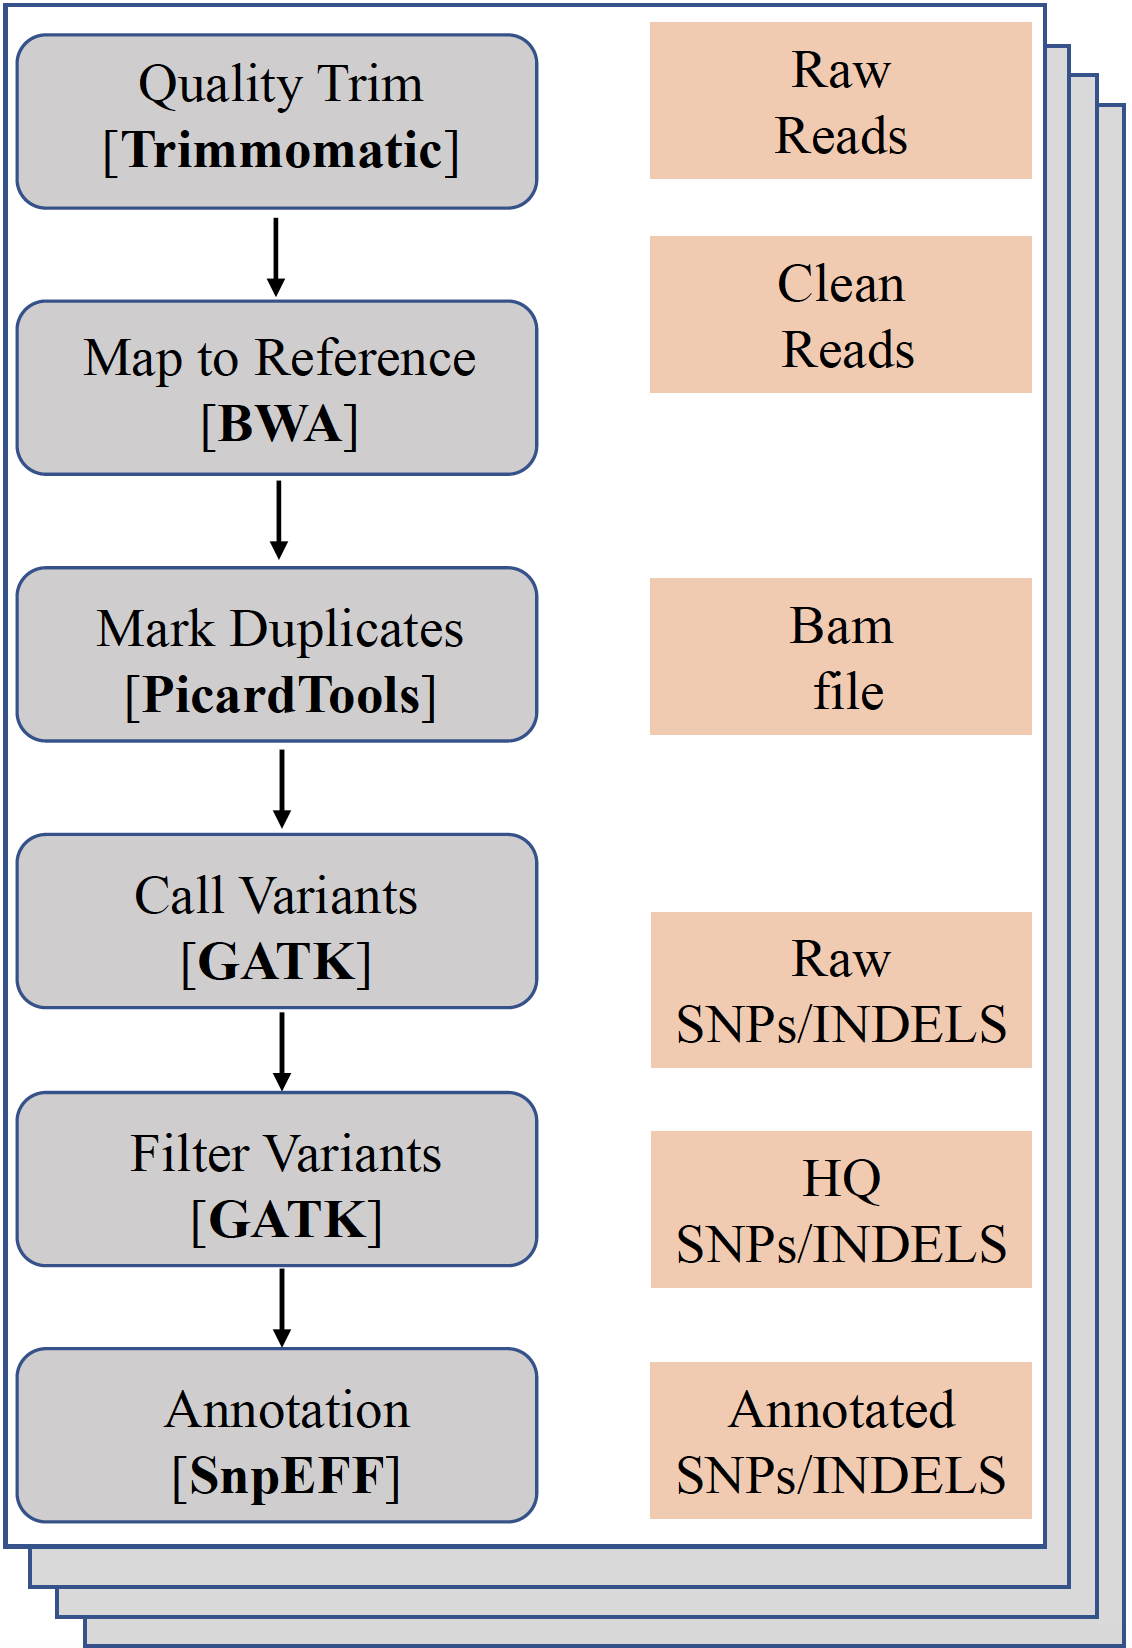 Quality Trim
[Trimmomatic]
Raw
Reads
Clean
Reads
Map to Reference
[BWA]
Mark Duplicates
[PicardTools]
Bam
file
Call Variants
[GATK]
Raw
SNPs/INDELS
Filter Variants
[GATK]
HQ
SNPs/INDELS
Annotation
[SnpEFF]
Annotated
SNPs/INDELS